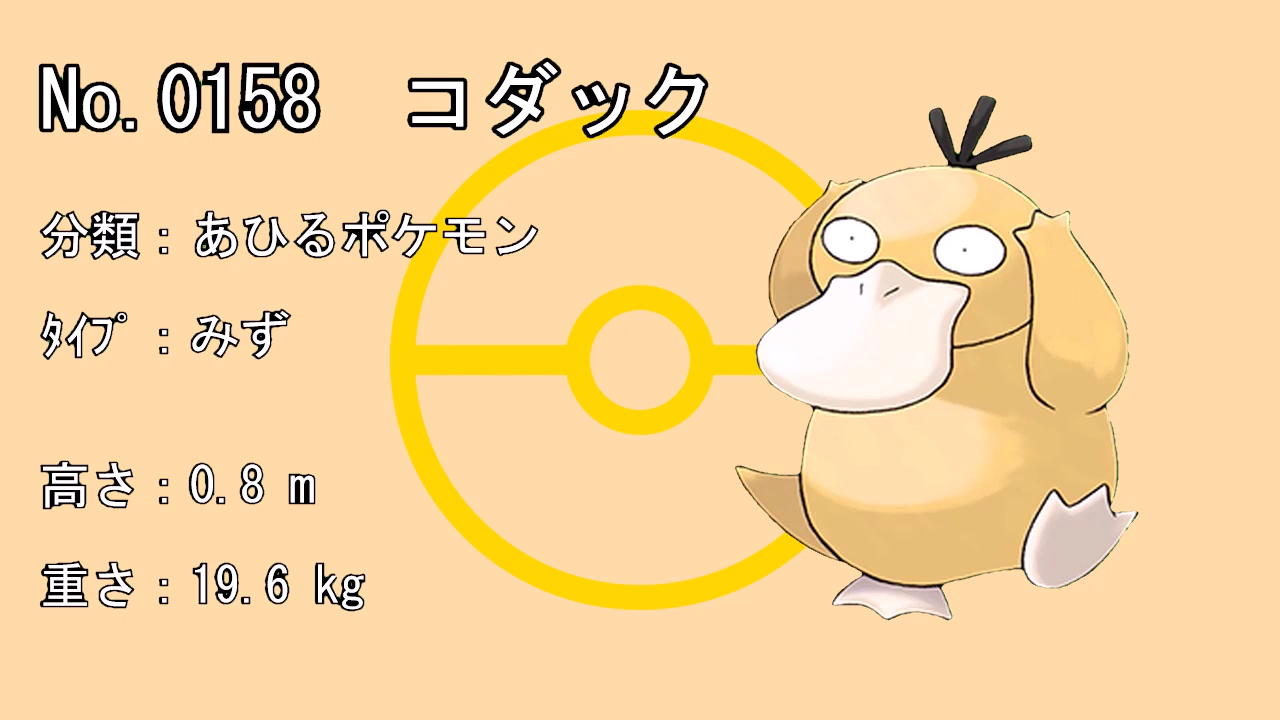 No.0158　コダック
分類：あひるポケモン
ﾀｲﾌﾟ：みず
高さ：0.8 m
重さ：19.6 kg